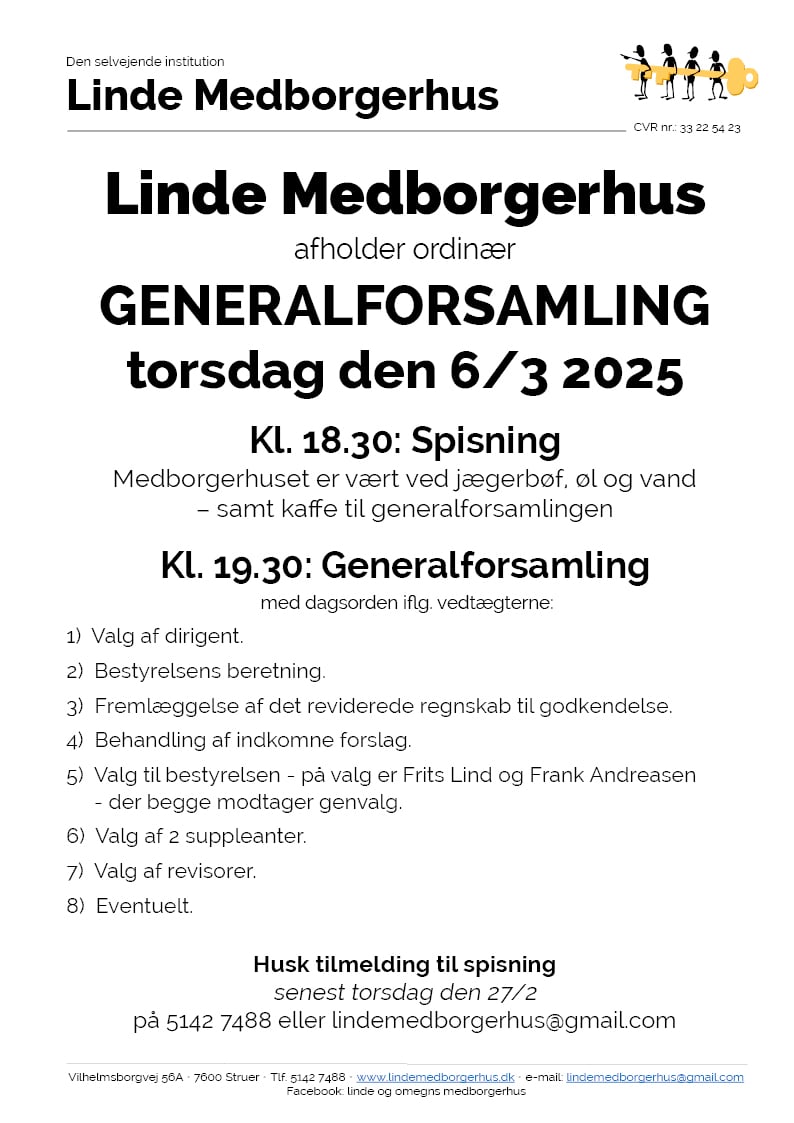 Den selvejende institution
Linde Medborgerhus
CVR nr.: 33 22 54 23
Linde Medborgerhus
afholder ordinær
GENERALFORSAMLING
torsdag den 6/3 2025
Kl. 18.30: Spisning
Medborgerhuset er vært ved jægerbøf, øl og vand
– samt kaffe til generalforsamlingen
Kl. 19.30: Generalforsamling
med dagsorden iflg. vedtægterne:
1) Valg af dirigent.
2) Bestyrelsens beretning.
3) Fremlæggelse af det reviderede regnskab til godkendelse.
4) Behandling af indkomne forslag.
5) Valg til bestyrelsen - på valg er Frits Lind og Frank Andreasen
- der begge modtager genvalg.
6) Valg af 2 suppleanter.
7) Valg af revisorer.
8) Eventuelt.
Husk tilmelding til spisning
senest torsdag den 27/2
på 5142 7488 eller lindemedborgerhus@gmail.com
Vilhelmsborgvej 56A · 7600 Struer · Tlf. 5142 7488 · www.lindemedborgerhus.dk · e-mail: lindemedborgerhus@gmail.com
Facebook: linde og omegns medborgerhus